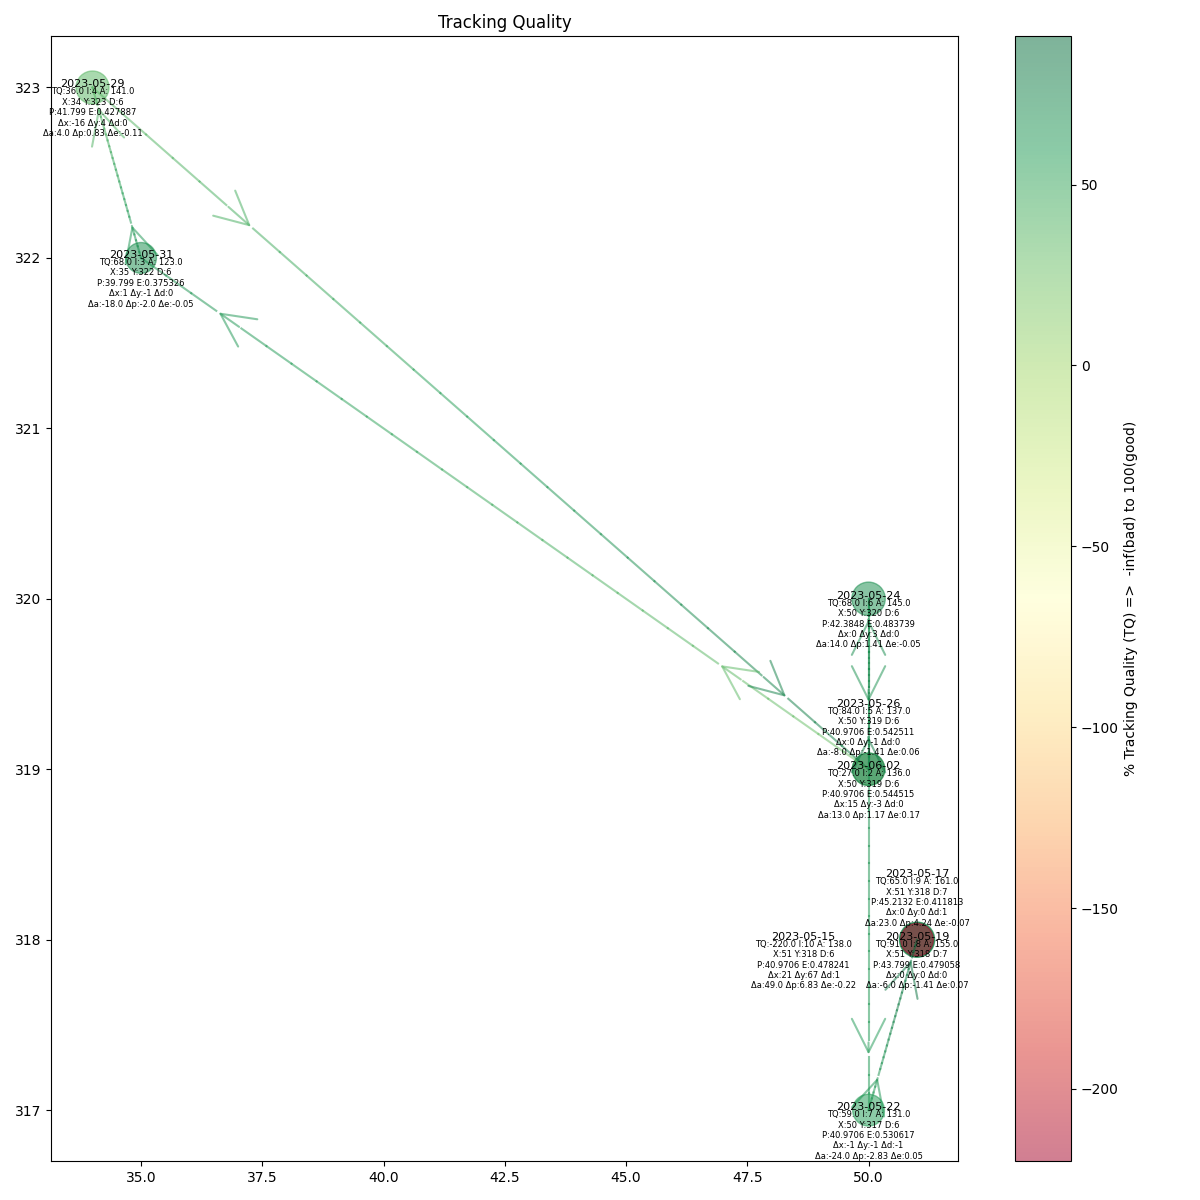 Tracking Quality
323
322
321
320
319
318
317
35.0
37.5
40.0
42.5
45.0
47.5
50.0
2023-05-29
TQ:36.0 I:4 A: 141.0
X:34 Y:323 D:6
P:41.799 E:0.427887
Δx:-16 Δy:4 Δd:0
Δa:4.0 Δp:0.83 Δe:-0.11
2023-05-31
TQ:68.0 I:3 A: 123.0
X:35 Y:322 D:6
P:39.799 E:0.375326
Δx:1 Δy:-1 Δd:0
Δa:-18.0 Δp:-2.0 Δe:-0.05
2023-05-24
TQ:68.0 I:6 A: 145.0
X:50 Y:320 D:6
P:42.3848 E:0.483739
Δx:0 Δy:3 Δd:0
Δa:14.0 Δp:1.41 Δe:-0.05
2023-05-26
TQ:84.0 I:5 A: 137.0
X:50 Y:319 D:6
P:40.9706 E:0.542511
Δx:0 Δy:-1 Δd:0
Δa:-8.0 Δp:-1.41 Δe:0.06
2023-06-02
TQ:27.0 I:2 A: 136.0
X:50 Y:319 D:6
P:40.9706 E:0.544515
Δx:15 Δy:-3 Δd:0
Δa:13.0 Δp:1.17 Δe:0.17
2023-05-17
TQ:65.0 I:9 A: 161.0
X:51 Y:318 D:7
P:45.2132 E:0.411813
Δx:0 Δy:0 Δd:1
Δa:23.0 Δp:4.24 Δe:-0.07
2023-05-15
TQ:-220.0 I:10 A: 138.0
X:51 Y:318 D:6
P:40.9706 E:0.478241
Δx:21 Δy:67 Δd:1
Δa:49.0 Δp:6.83 Δe:-0.22
2023-05-19
TQ:91.0 I:8 A: 155.0
X:51 Y:318 D:7
P:43.799 E:0.479058
Δx:0 Δy:0 Δd:0
Δa:-6.0 Δp:-1.41 Δe:0.07
2023-05-22
TQ:59.0 I:7 A: 131.0
X:50 Y:317 D:6
P:40.9706 E:0.530617
Δx:-1 Δy:-1 Δd:-1
Δa:-24.0 Δp:-2.83 Δe:0.05
50
0
−50
−100
−150
−200
% Tracking Quality (TQ) => -inf(bad) to 100(good)